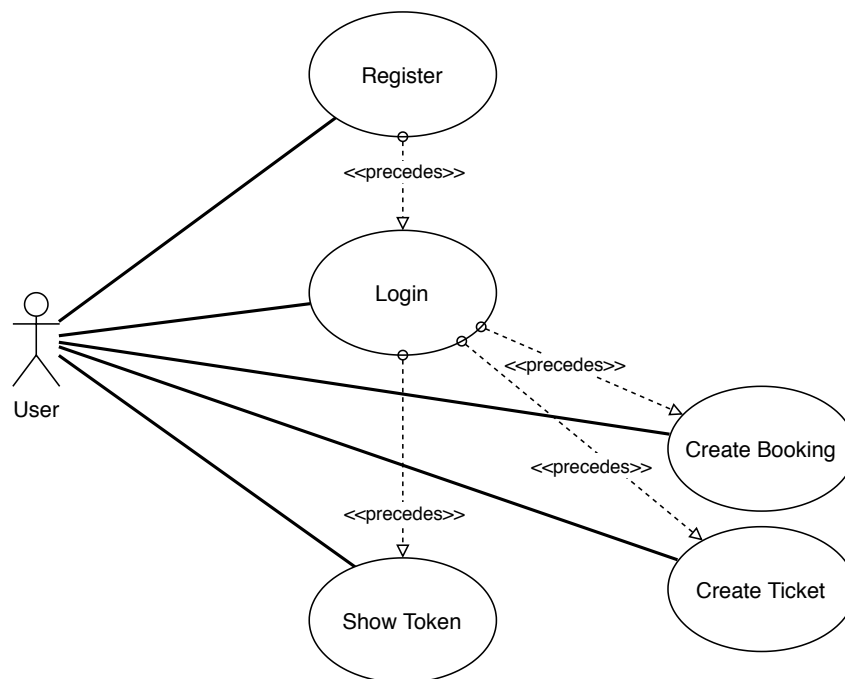 Register
<<precedes>>
Login
<<precedes>>
User
Create Booking
<<precedes>>
<<precedes>>
Create Ticket
Show Token